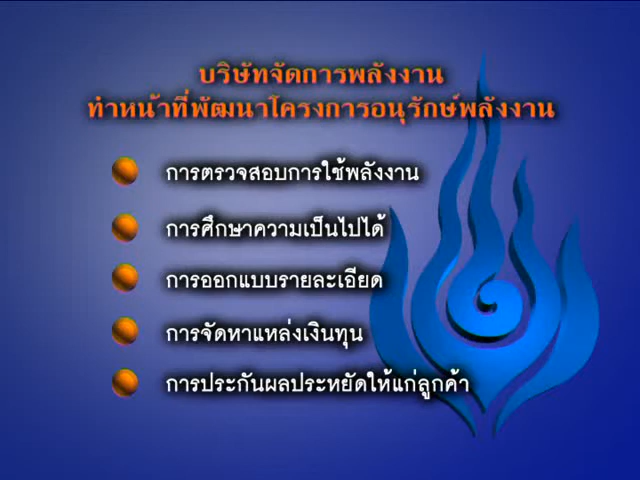 บริษัทจัดการพลังงาน
ทำหน้าที่พัฒนาโครงการอนุรักษ์พลังงาน
การตรวจสอบการใช้พลังงาน
การศึกษาความเป็นไปได้
การออกแบบรายละเอียด
การจัดหาแหล่งเงินทุน
การประกันผลประหยัดให้แก่ลูกค้า